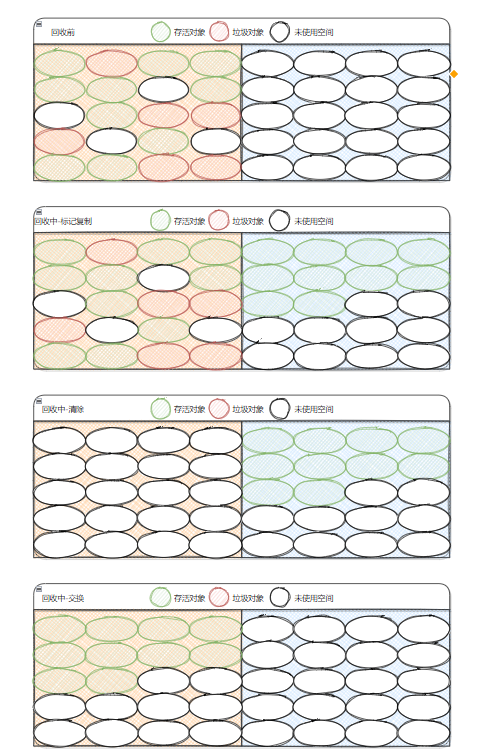 回收前 存活对象 垃圾对象 未使用空间
回收中-标记复制 存活对象 垃圾对象 未使用空间
回收中-清除 存活对象 垃圾对象 未使用空间
回收中-交换 存活对象 垃圾对象 未使用空间